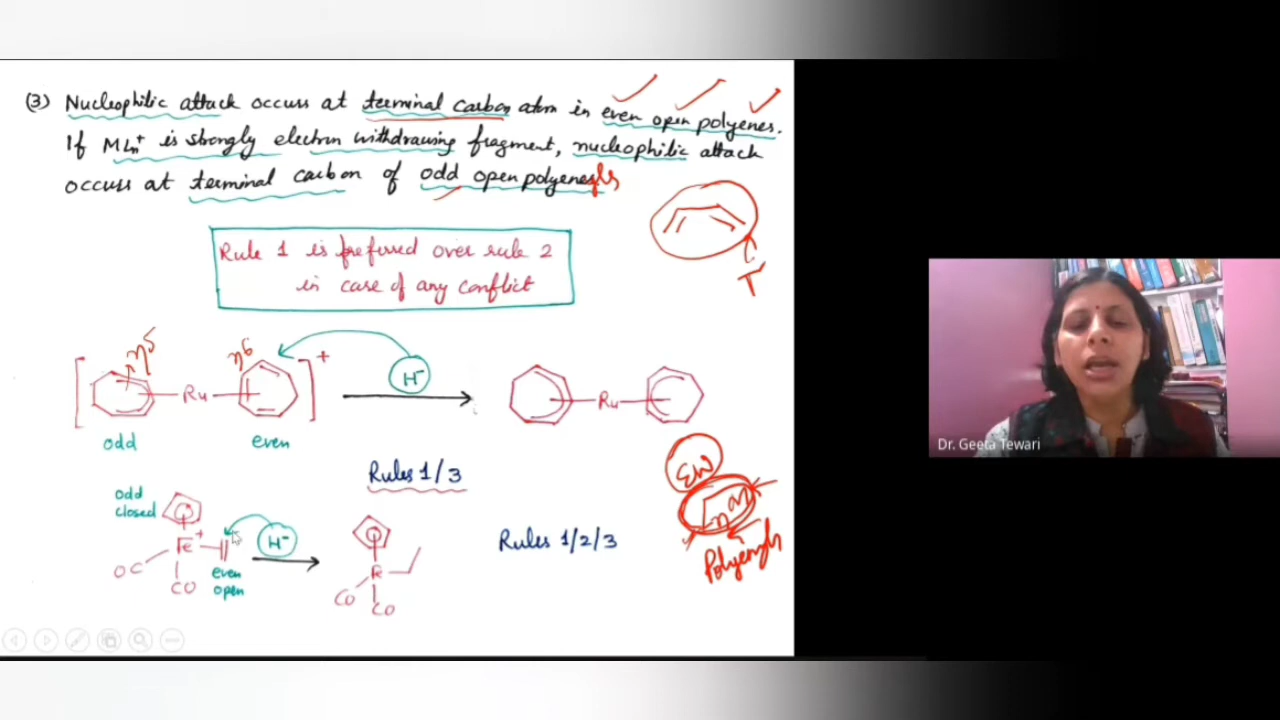 (3) Nucleophilic attack occurs at terminal carbon atom in even open polyenes.
If MLn+ is strongly electron withdrawing fragment, nucleophilic attack
occurs at terminal carbon of odd open polyenyls
Rule 1 is preferred over rule 2
in case of any conflict
T
[ η5 Ru η6 ]+ H-
Ru
odd even
Rules 1/3
EW
Polyenyls
odd
closed
Fe+ H-
OC CO
even
open
Fe
CO CO
Rules 1/2/3
Dr. Geeta Tewari